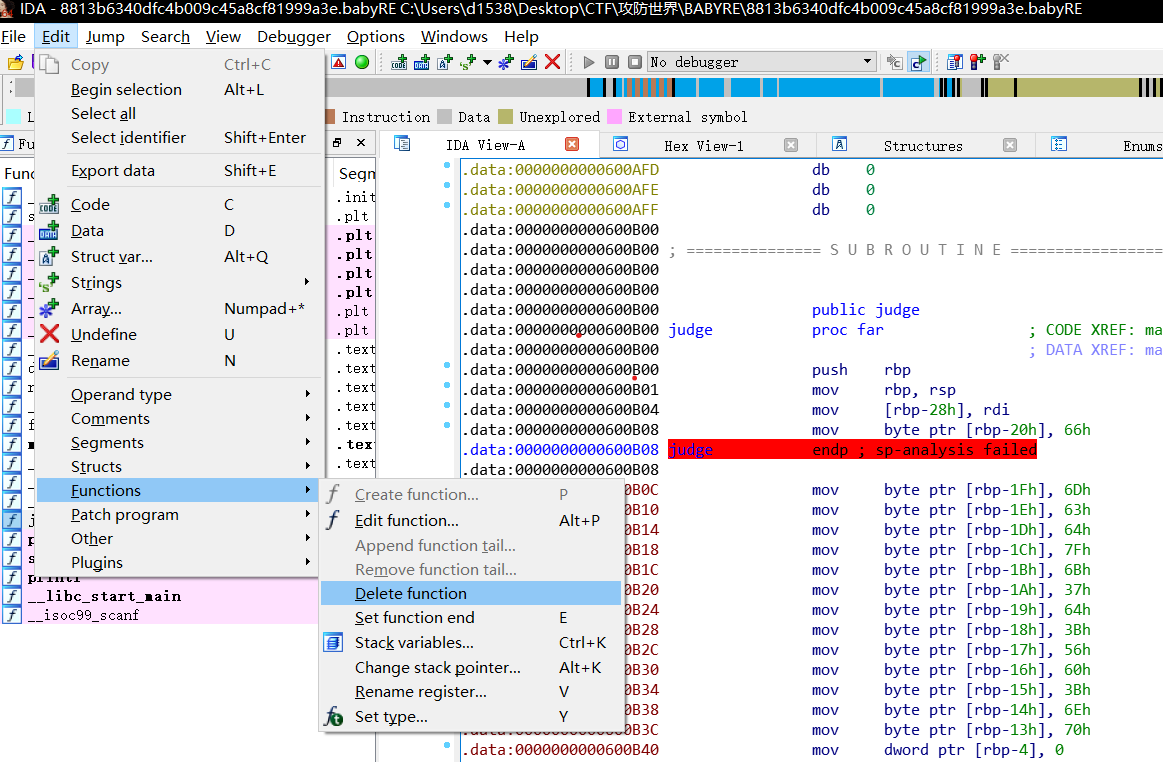 IDA - 8813b6340dfc4b009c45a8cf81999a3e.babyRE C:\Users\d1538\Desktop\CTF\攻防世界\BABYRE\8813b6340dfc4b009c45a8cf81999a3e.babyRE
File Edit Jump Search View Debugger Options Windows Help
No debugger
Instruction Data Unexplored External symbol
IDA View-A Hex View-1 Structures Enums
Copy Ctrl+C
Begin selection Alt+L
Select all
Select identifier Shift+Enter
Export data Shift+E
Code C
Data D
Struct var... Alt+Q
Strings
Array... Numpad+*
Undefine U
Rename N
Operand type
Comments
Segments
Structs
Functions
Patch program
Other
Plugins
printf
__libc_start_main
__isoc99_scanf
Segm
.init
.plt
.plt
.plt
.plt
.plt
.plt
.plt
.text
.text
.text
.text
.text
.text
.text
Create function... P
Edit function... Alt+P
Append function tail...
Remove function tail...
Delete function
Set function end E
Stack variables... Ctrl+K
Change stack pointer... Alt+K
Rename register... V
Set type... Y
.data:0000000000600AFD db 0
.data:0000000000600AFE db 0
.data:0000000000600AFF db 0
.data:0000000000600B00
.data:0000000000600B00 ; =============== S U B R O U T I N E =================
.data:0000000000600B00
.data:0000000000600B00
.data:0000000000600B00 public judge
.data:0000000000600B00 judge proc far ; CODE XREF: ma
.data:0000000000600B00 ; DATA XREF: ma
.data:0000000000600B00 push rbp
.data:0000000000600B01 mov rbp, rsp
.data:0000000000600B04 mov [rbp-28h], rdi
.data:0000000000600B08 mov byte ptr [rbp-20h], 66h
.data:0000000000600B08 judge endp ; sp-analysis failed
.data:0000000000600B08
0B0C mov byte ptr [rbp-1Fh], 6Dh
0B10 mov byte ptr [rbp-1Eh], 63h
0B14 mov byte ptr [rbp-1Dh], 64h
0B18 mov byte ptr [rbp-1Ch], 7Fh
0B1C mov byte ptr [rbp-1Bh], 6Bh
0B20 mov byte ptr [rbp-1Ah], 37h
0B24 mov byte ptr [rbp-19h], 64h
0B28 mov byte ptr [rbp-18h], 3Bh
0B2C mov byte ptr [rbp-17h], 56h
0B30 mov byte ptr [rbp-16h], 60h
0B34 mov byte ptr [rbp-15h], 3Bh
0B38 mov byte ptr [rbp-14h], 6Eh
0B3C mov byte ptr [rbp-13h], 70h
.data:0000000000600B40 mov dword ptr [rbp-4], 0